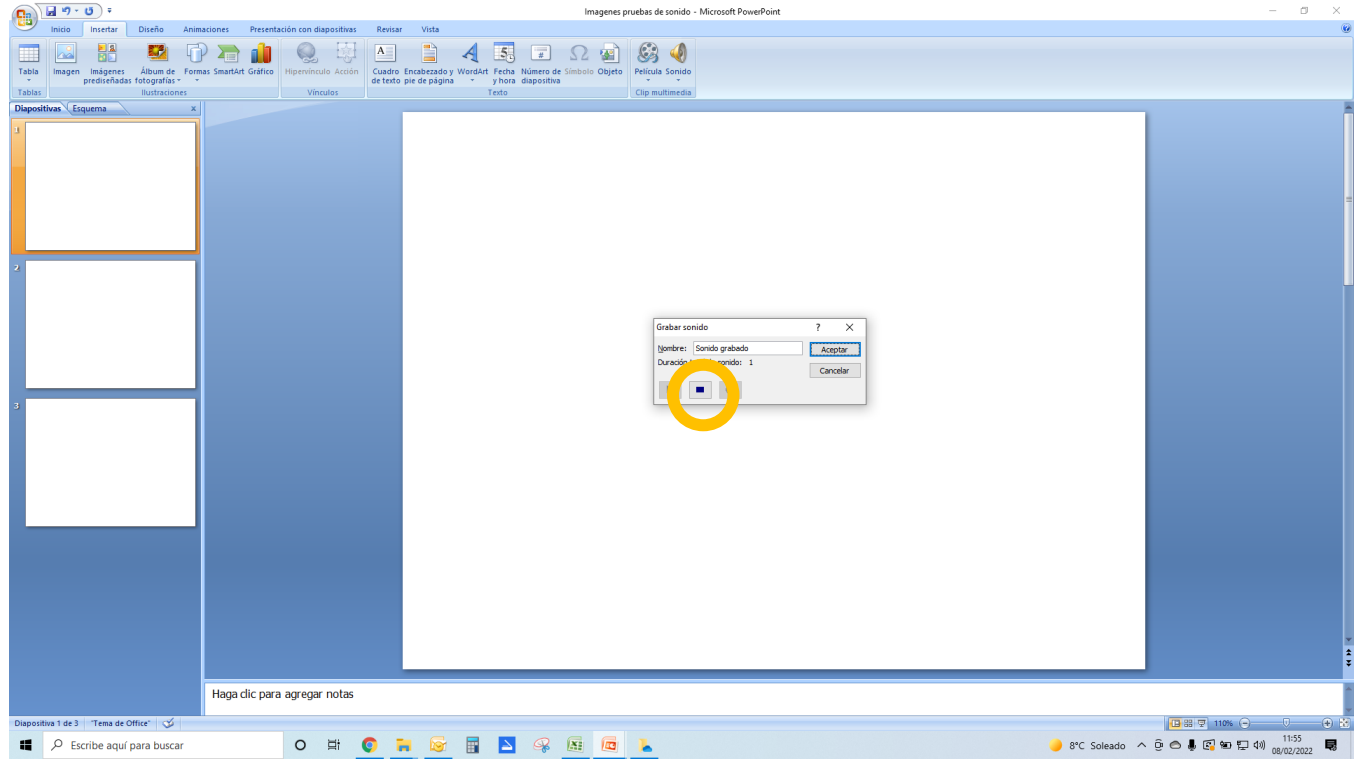 Imagenes pruebas de sonido - Microsoft PowerPoint
Inicio Insertar Diseño Animaciones Presentación con diapositivas Revisar Vista
Tabla Imagen Imágenes prediseñadas Álbum de fotografías Formas SmartArt Gráfico Hipervínculo Acción Cuadro de texto Encabezado y pie de página WordArt Fecha y hora Número de diapositiva Símbolo Objeto Película Sonido
Tablas Ilustraciones Vínculos Texto Clip multimedia
Diapositivas Esquema x
1
2
3
Grabar sonido ? X
Nombre: Sonido grabado Aceptar
Duración sonido: 1
Cancelar
Haga clic para agregar notas
Diapositiva 1 de 3 "Tema de Office" 110%
Escribe aquí para buscar 8°C Soleado 11:55
08/02/2022